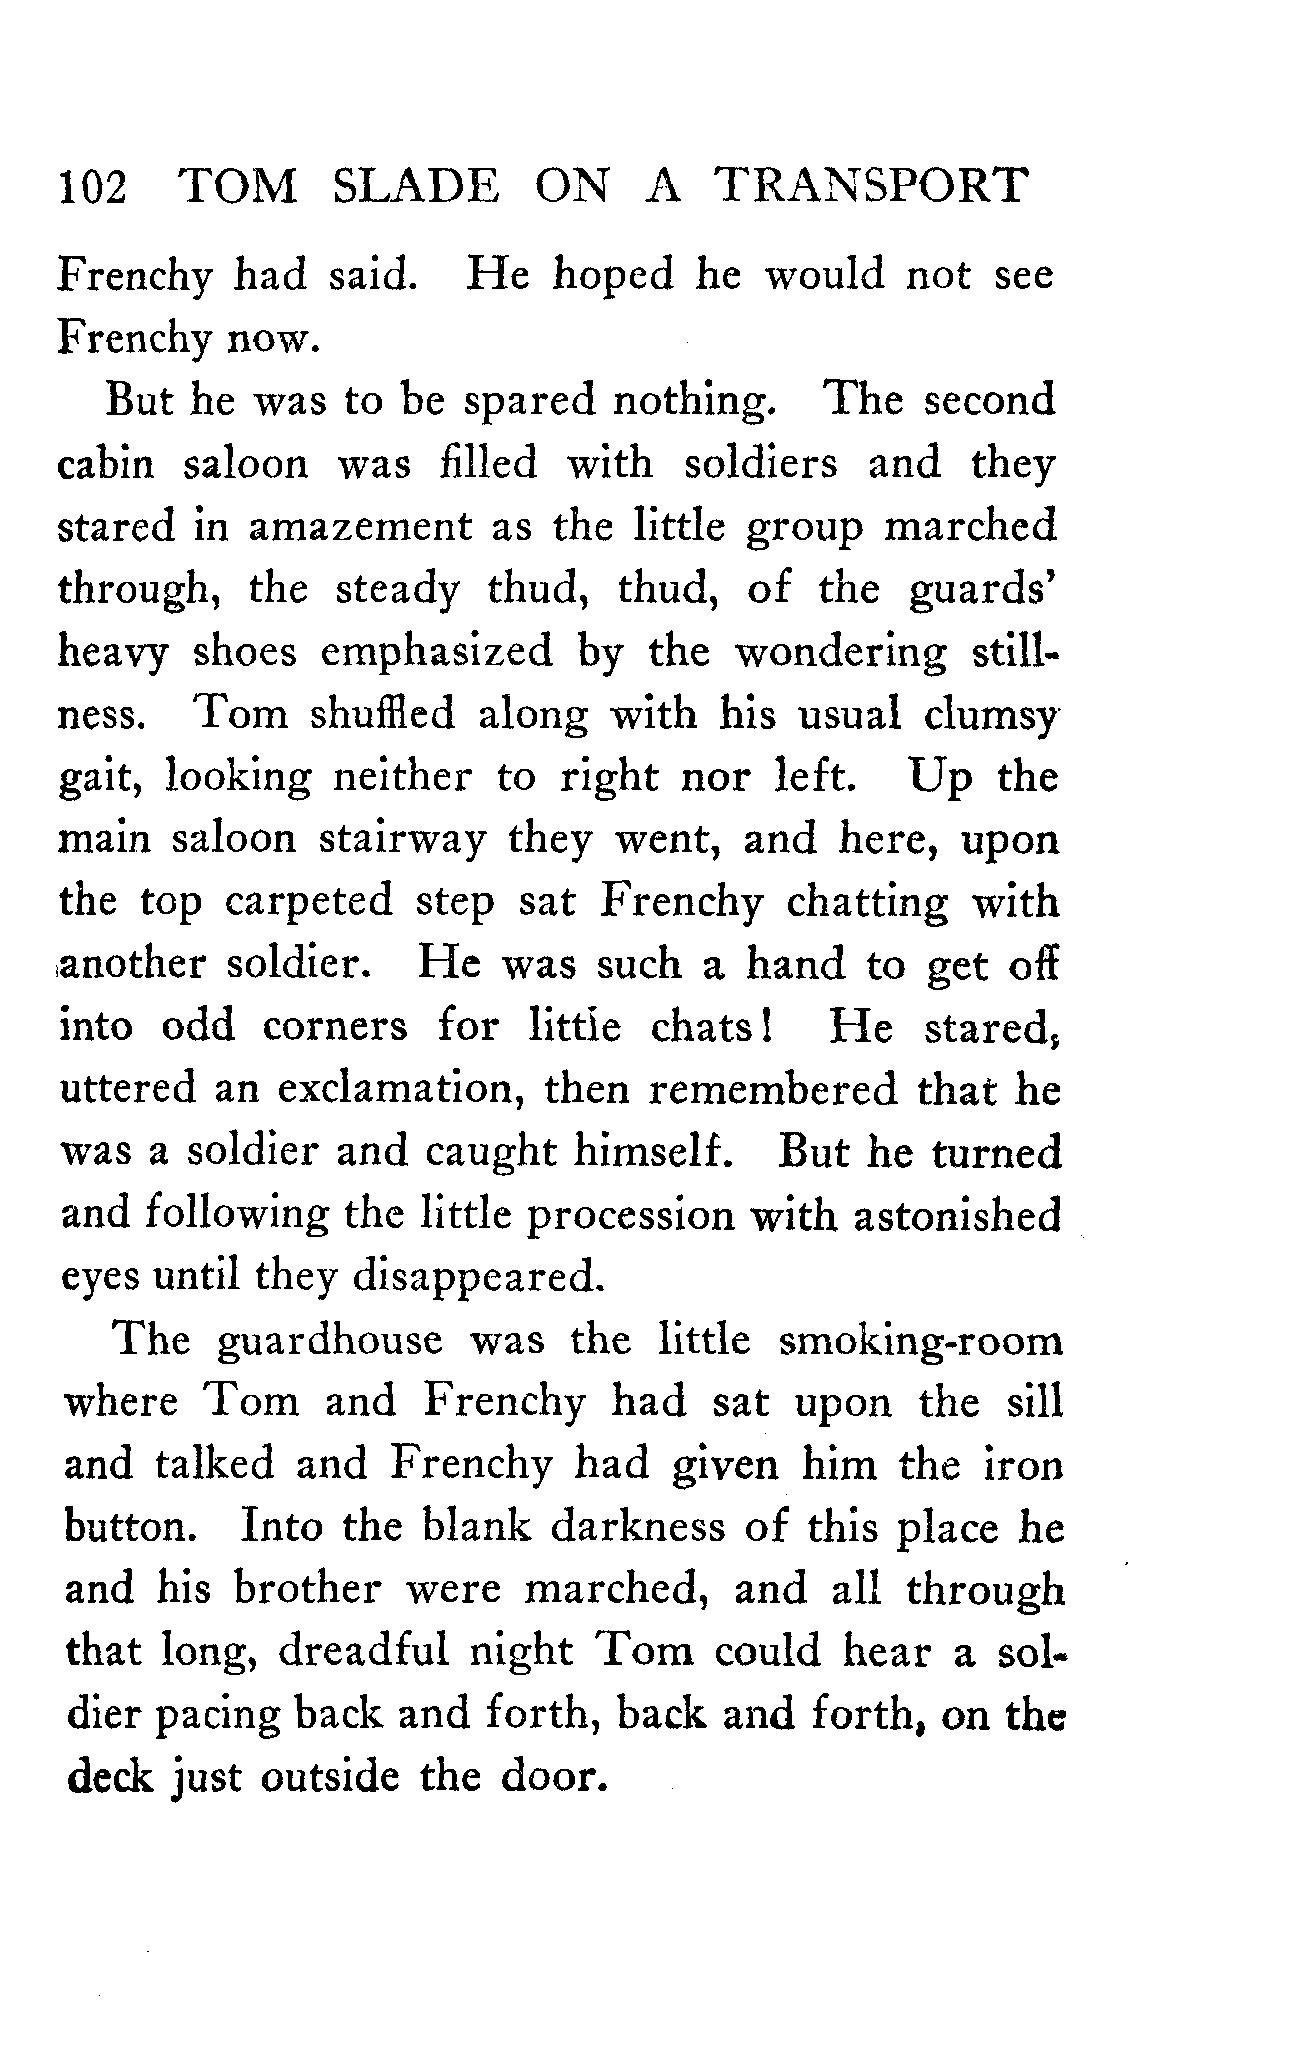 102 TOM SLADE ON A TRANSPORT
Frenchy had said. He hoped he would not see
Frenchy now.
But he was to be spared nothing. The second
cabin saloon was filled with soldiers and they
stared in amazement as the little group marched
through, the steady thud, thud, of the guards'
heavy shoes emphasized by the wondering still-
ness. Tom shuffled along with his usual clumsy
gait, looking neither to right nor left. Up the
main saloon stairway they went, and here, upon
the top carpeted step sat Frenchy chatting with
another soldier. He was such a hand to get off
into odd corners for little chats! He stared,
uttered an exclamation, then remembered that he
was a soldier and caught himself. But he turned
and following the little procession with astonished
eyes until they disappeared.
The guardhouse was the little smoking-room
where Tom and Frenchy had sat upon the sill
and talked and Frenchy had given him the iron
button. Into the blank darkness of this place he
and his brother were marched, and all through
that long, dreadful night Tom could hear a sol-
dier pacing back and forth, back and forth, on the
deck just outside the door.